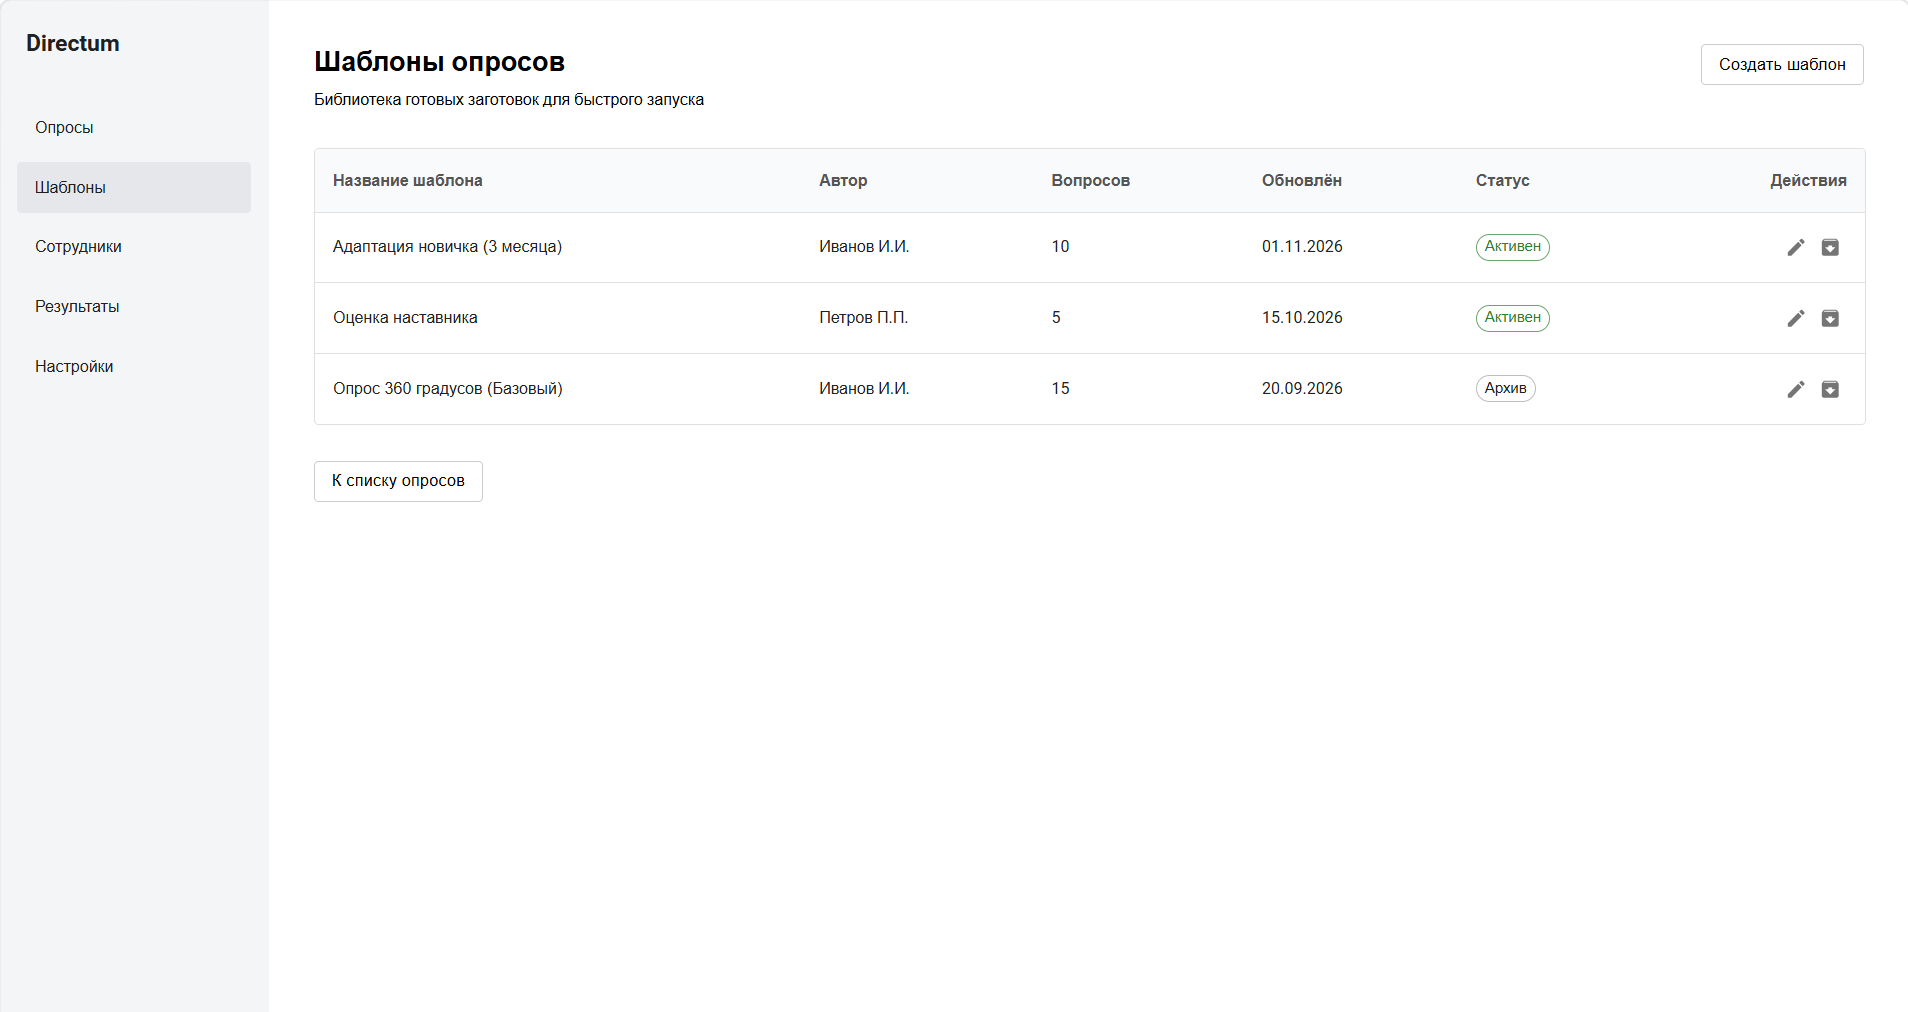 Directum
Опросы
Шаблоны
Сотрудники
Результаты
Настройки
Шаблоны опросов
Библиотека готовых заготовок для быстрого запуска
Создать шаблон
Название шаблона Автор Вопросов Обновлён Статус Действия
Адаптация новичка (3 месяца) Иванов И.И. 10 01.11.2026 Активен
Оценка наставника Петров П.П. 5 15.10.2026 Активен
Опрос 360 градусов (Базовый) Иванов И.И. 15 20.09.2026 Архив
К списку опросов